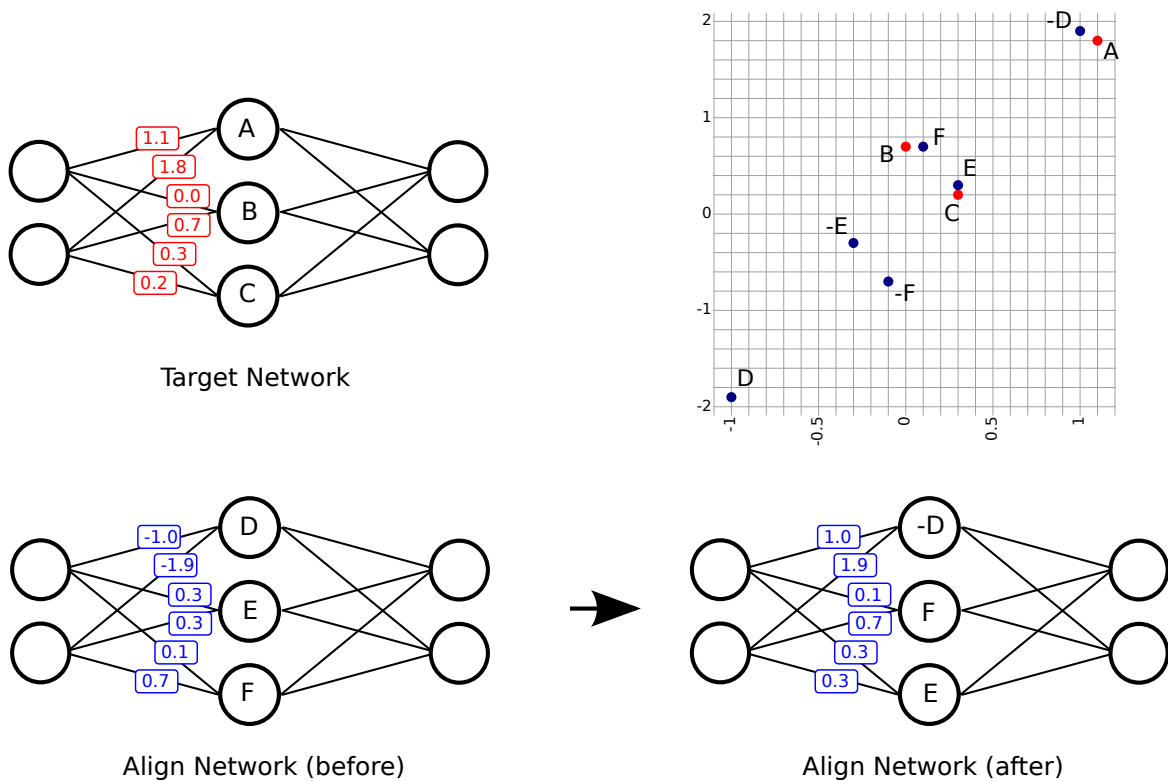 1.1
1.8
0.0
0.7
0.3
0.2
A
B
C
Target Network
2
1
0
-1
-2
-1
-0.5
0
0.5
1
-D
A
B
F
E
C
-E
-F
D
-1.0
-1.9
0.3
0.3
0.1
0.7
D
E
F
Align Network (before)
1.0
1.9
0.1
0.7
0.3
0.3
-D
F
E
Align Network (after)